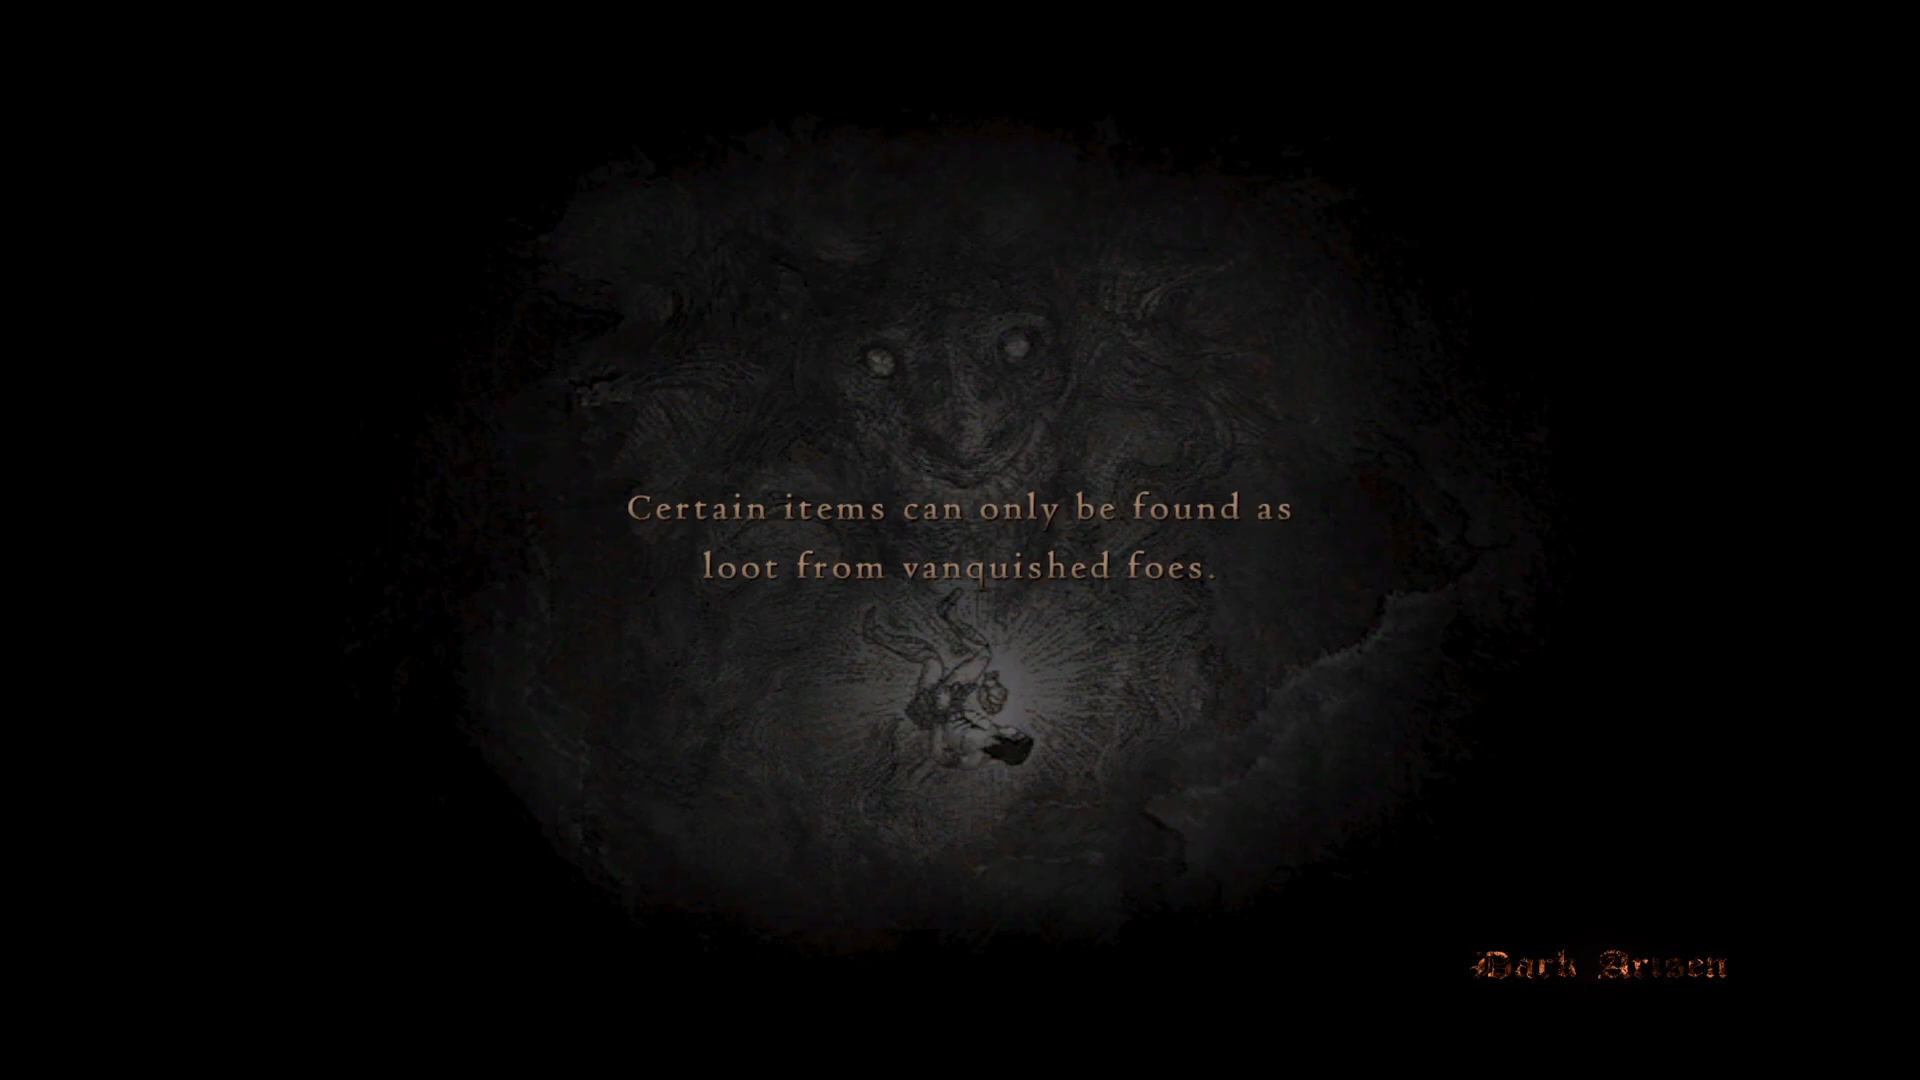 Certain items can only be found as
loot from vanquished foes.
Dark Arisen